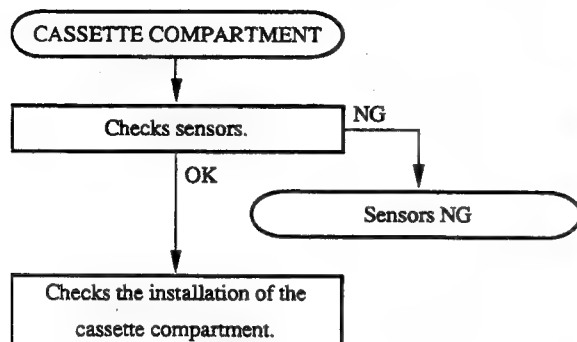 CASSETTE COMPARTMENT
Checks sensors.
NG
OK
Sensors NG
Checks the installation of the
cassette compartment.